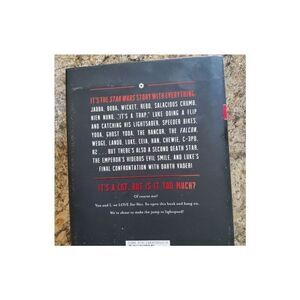 IT'S THE STAR WARS STORY WITH EVERYTHING.
JABBA, BOBA, WICKET, REBO, SALACIOUS CRUMB,
NIEN NUNB, "IT'S A TRAP," LUKE DOING A FLIP
AND CATCHING HIS LIGHTSABER, SPEEDER BIKES,
YODA, GHOST YODA, THE RANCOR, THE FALCON,
WEDGE, LANDO, LUKE, LEIA, HAN, CHEWIE, C-3PO,
R2 . . . BUT THERE'S ALSO A SECOND DEATH STAR,
THE EMPEROR'S HIDEOUS EVIL SMILE, AND LUKE'S
FINAL CONFRONTATION WITH DARTH VADER!
IT'S A LOT, BUT IS IT TOO MUCH?
Of course not!
You and I, we LOVE Star Wars. So open this book and hang on.
We're about to make the jump to lightspeed!